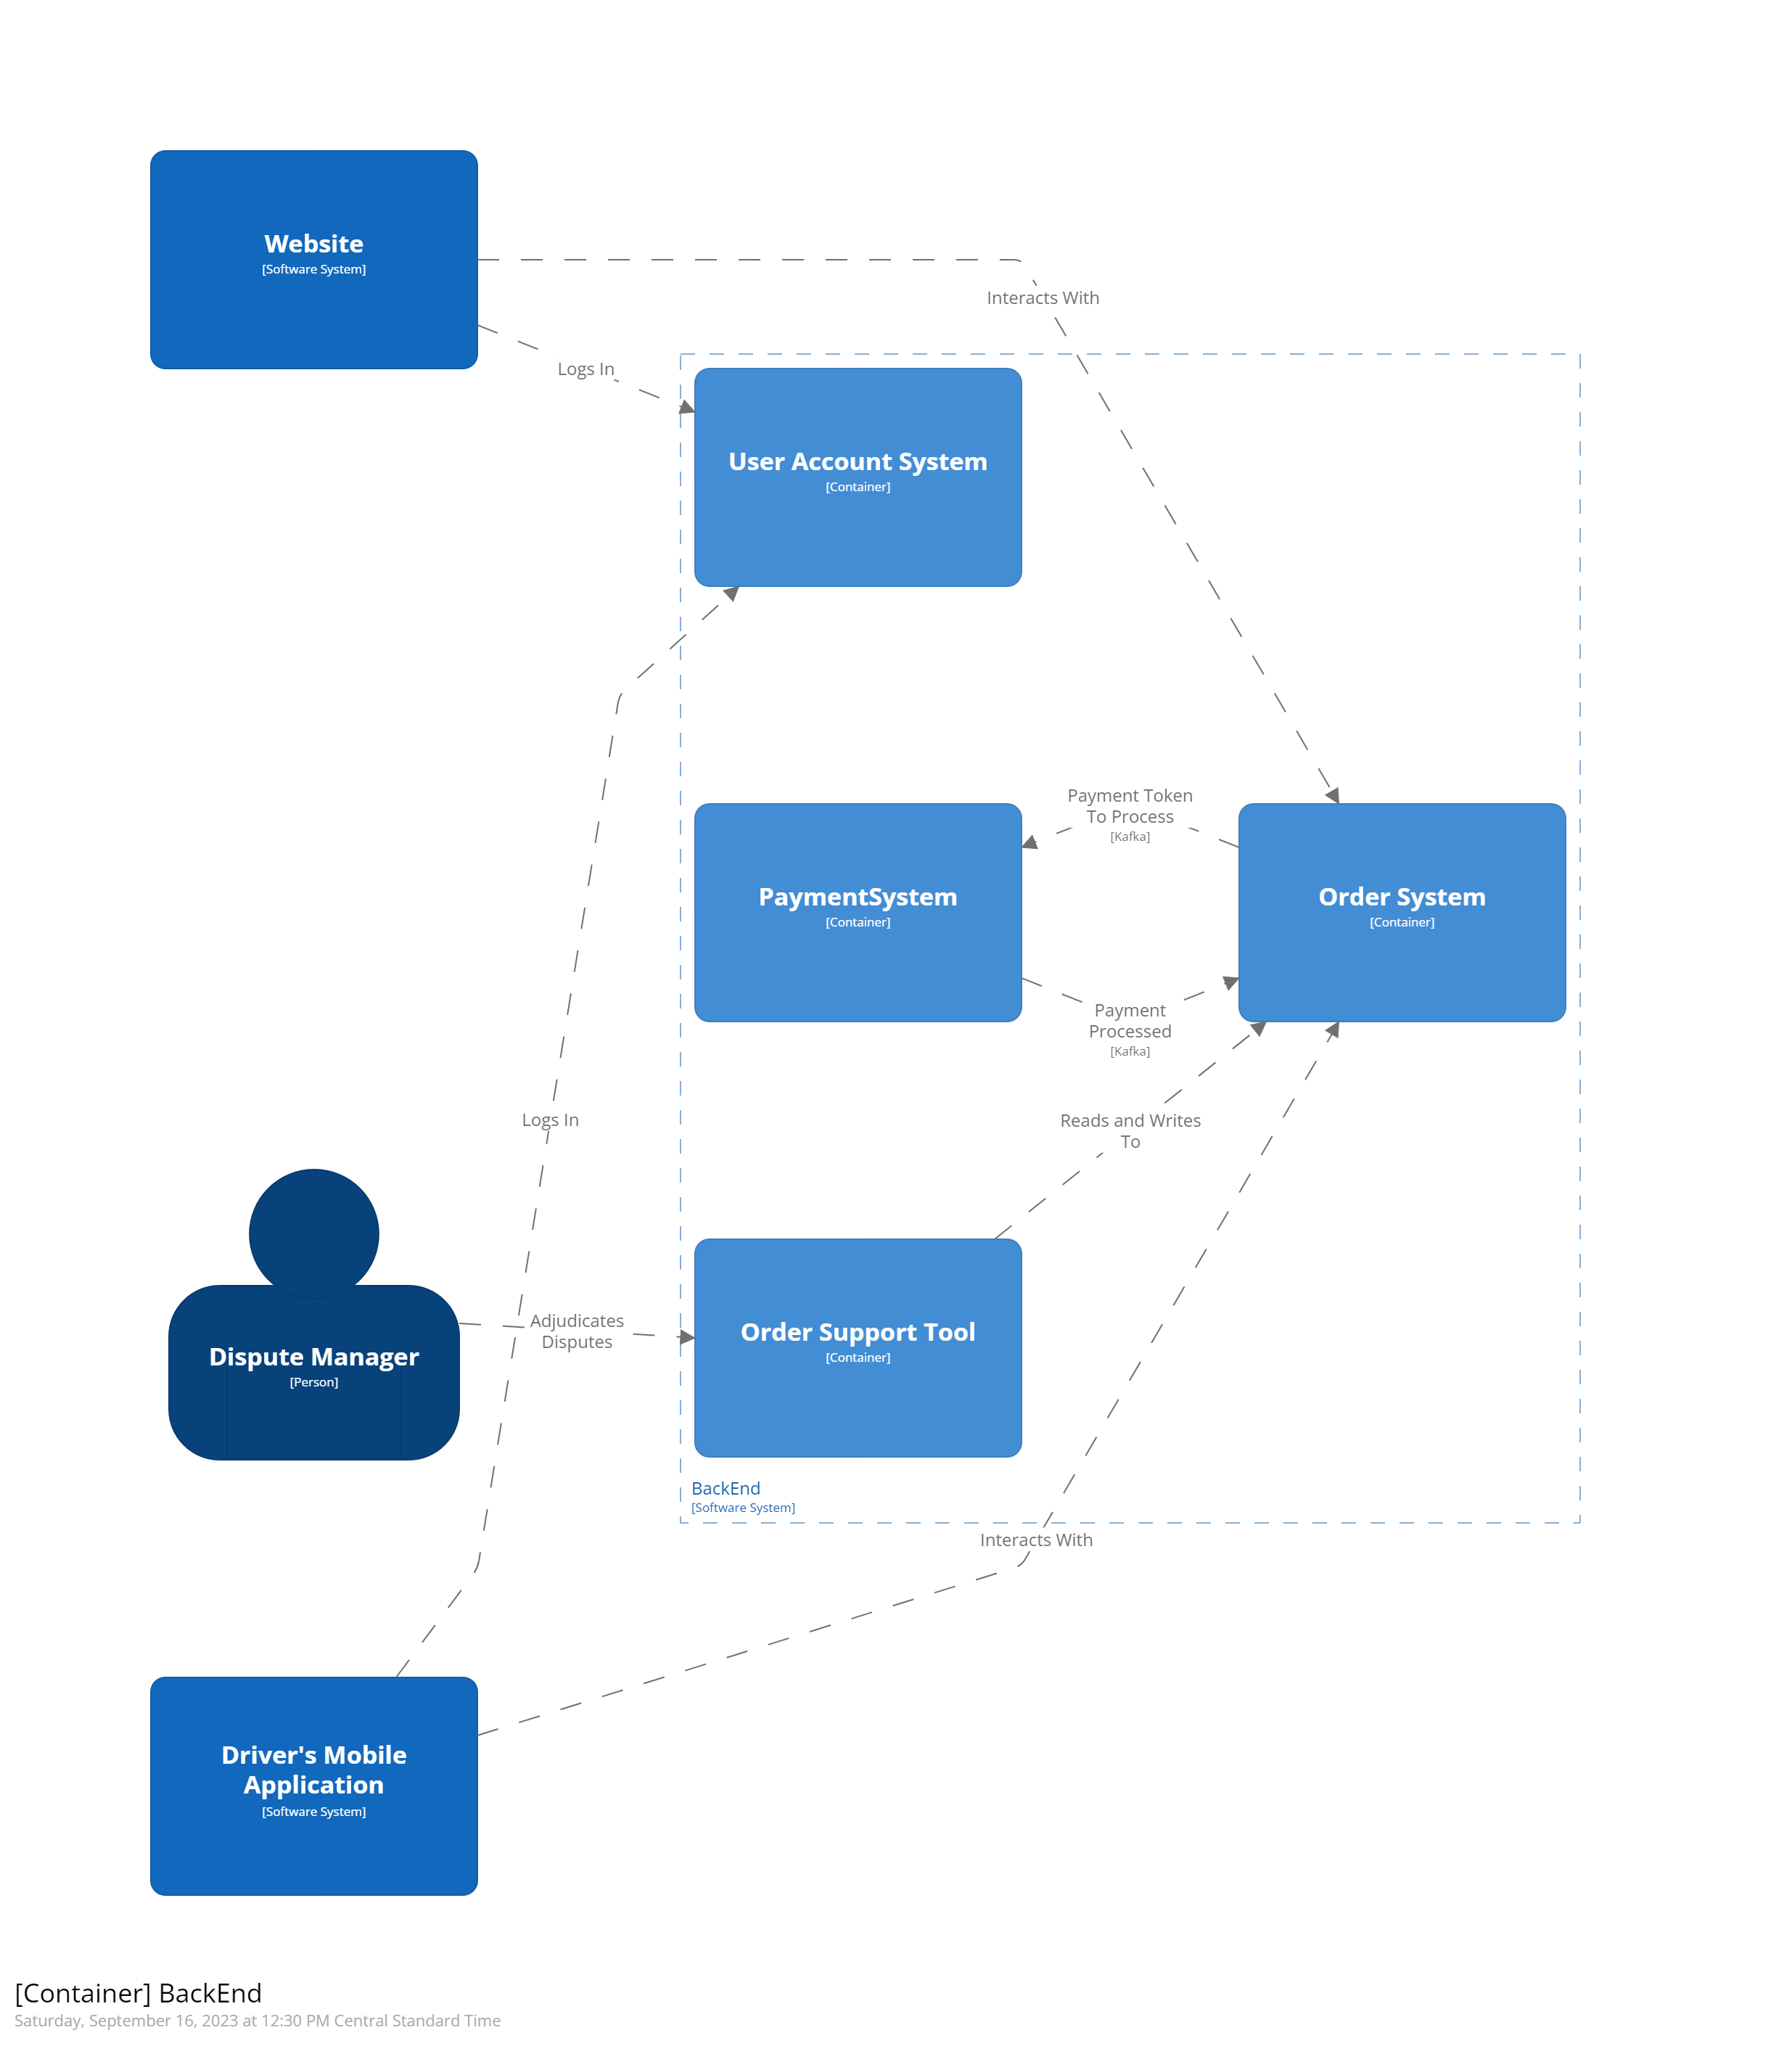 Website
[Software System]
Interacts With
Logs In
User Account System
[Container]
Payment Token
To Process
[Kafka]
PaymentSystem
[Container]
Order System
[Container]
Payment
Processed
[Kafka]
Logs In
Reads and Writes
To
Adjudicates
Disputes
Dispute Manager
[Person]
Order Support Tool
[Container]
BackEnd
[Software System]
Interacts With
Driver's Mobile
Application
[Software System]
[Container] BackEnd
Saturday, September 16, 2023 at 12:30 PM Central Standard Time